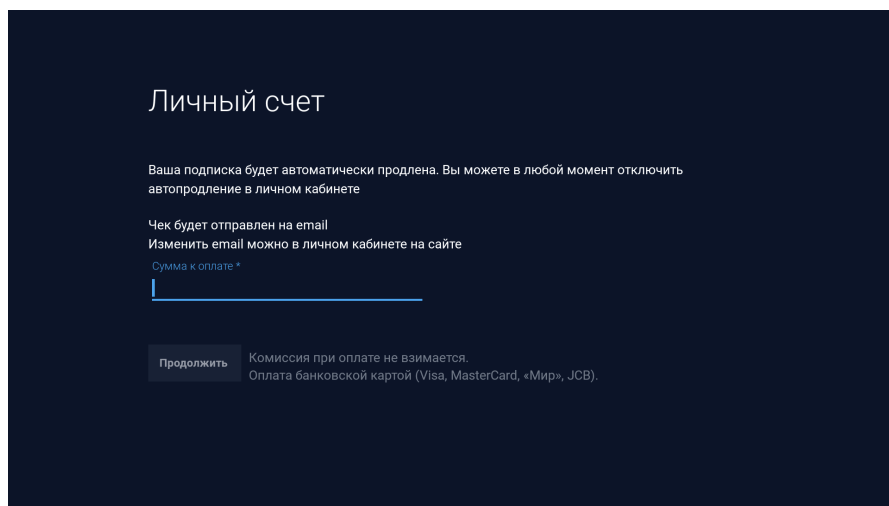 Личный счет
Ваша подписка будет автоматически продлена. Вы можете в любой момент отключить
автопродление в личном кабинете
Чек будет отправлен на email
Изменить email можно в личном кабинете на сайте
Сумма к оплате *
Продолжить
Комиссия при оплате не взимается.
Оплата банковской картой (Visa, MasterCard, «Мир», JCB).